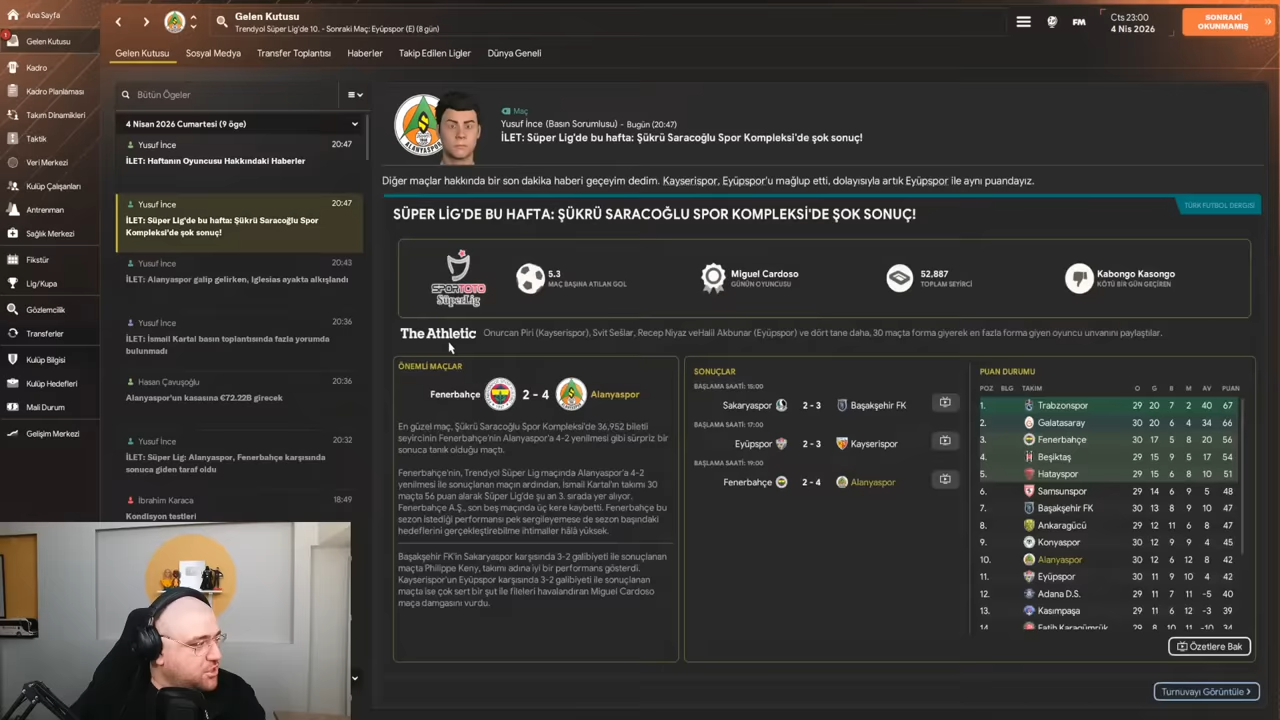 Ana Sayfa
1
Gelen Kutusu
Kadro
Kadro Planlaması
Takım Dinamikleri
Taktik
Veri Merkezi
Kulüp Çalışanları
Antrenman
Sağlık Merkezi
Fikstür
Lig/Kupa
Gözlemcilik
Transferler
Kulüp Bilgisi
Kulüp Hedefleri
Mali Durum
Gelişim Merkezi
Gelen Kutusu
Trendyol Süper Lig'de 10. - Sonraki Maç: Eyüpspor (E) (8 gün)
FM
Cts 23:00
4 Nis 2026
SONRAKİ
OKUNMAMIŞ
Gelen Kutusu Sosyal Medya Transfer Toplantısı Haberler Takip Edilen Ligler Dünya Geneli
Bütün Ögeler
4 Nisan 2026 Cumartesi (9 öge)
Yusuf İnce 20:47
İLET: Haftanın Oyuncusu Hakkındaki Haberler
Yusuf İnce 20:47
İLET: Süper Lig'de bu hafta: Şükrü Saracoğlu Spor
Kompleksi'de şok sonuç!
Yusuf İnce 20:43
İLET: Alanyaspor galip gelirken, Iglesias ayakta alkışlandı
Yusuf İnce 20:36
İLET: İsmail Kartal basın toplantısında fazla yorumda
bulunmadı
Hasan Çavuşoğlu 20:36
Alanyaspor'un kasasına €72.22B girecek
Yusuf İnce 20:32
İLET: Süper Lig: Alanyaspor, Fenerbahçe karşısında
sonuca giden taraf oldu
İbrahim Karaca 18:49
Kondisyon testleri
ALANYASPOR
Maç
Yusuf İnce (Basın Sorumlusu) - Bugün (20:47)
İLET: Süper Lig'de bu hafta: Şükrü Saracoğlu Spor Kompleksi'de şok sonuç!
Diğer maçlar hakkında bir son dakika haberi geçeyim dedim. Kayserispor, Eyüpspor'u mağlup etti, dolayısıyla artık Eyüpspor ile aynı puandayız.
SÜPER LİG'DE BU HAFTA: ŞÜKRÜ SARACOĞLU SPOR KOMPLEKSİ'DE ŞOK SONUÇ!
TÜRK FUTBOL DERGİSİ
SPORTOTO
SüperLig
5.3
MAÇ BAŞINA ATILAN GOL
Miguel Cardoso
GÜNÜN OYUNCUSU
52,887
TOPLAM SEYİRCİ
Kabongo Kasongo
KÖTÜ BİR GÜN GEÇİREN
The Athletic Onurcan Piri (Kayserispor), Svit Sešlar, Recep Niyaz veHalil Akbunar (Eyüpspor) ve dört tane daha, 30 maçta forma giyerek en fazla forma giyen oyuncu unvanını paylaştılar.
ÖNEMLİ MAÇLAR
Fenerbahçe 2 - 4 Alanyaspor
En güzel maç, Şükrü Saracoğlu Spor Kompleksi'de 36,952 biletli
seyircinin Fenerbahçe'nin Alanyaspor'a 4-2 yenilmesi gibi sürpriz bir
sonuca tanık olduğu maçtı.
Fenerbahçe'nin, Trendyol Süper Lig maçında Alanyaspor'a 4-2
yenilmesi ile sonuçlanan maçın ardından, İsmail Kartal'ın takımı 30
maçta 56 puan alarak Süper Lig'de şu an 3. sırada yer alıyor.
Fenerbahçe A.Ş., son beş maçında üç kere kaybetti. Fenerbahçe bu
sezon istediği performansı pek sergileyemese de sezon başındaki
hedeflerini gerçekleştirebilme ihtimaller hâlâ yüksek.
Başakşehir FK'in Sakaryaspor karşısında 3-2 galibiyeti ile sonuçlanan
maçta Philippe Keny, takımı adına iyi bir performans gösterdi.
Kayserispor'un Eyüpspor karşısında 3-2 galibiyeti ile sonuçlanan
maçta ise çok sert bir şut ile fileleri havalandıran Miguel Cardoso
maça damgasını vurdu.
SONUÇLAR
BAŞLAMA SAATİ: 15:00
Sakaryaspor 2 - 3 Başakşehir FK
BAŞLAMA SAATİ: 17:00
Eyüpspor 2 - 3 Kayserispor
BAŞLAMA SAATİ: 19:00
Fenerbahçe 2 - 4 Alanyaspor
PUAN DURUMU
POZ BLG TAKIM O G B M AV PUAN
1. Trabzonspor 29 20 7 2 40 67
2. Galatasaray 30 20 6 4 34 66
3. Fenerbahçe 30 17 5 8 20 56
4. Beşiktaş 29 15 9 5 17 54
5. Hatayspor 29 15 6 8 10 51
6. Samsunspor 29 14 6 9 5 48
7. Başakşehir FK 30 13 8 9 10 47
8. Ankaragücü 29 12 11 6 8 47
9. Konyaspor 30 12 9 9 4 45
10. Alanyaspor 30 12 6 12 8 42
11. Eyüpspor 30 11 9 10 4 42
12. Adana D.S. 29 11 7 11 -5 40
13. Kasımpaşa 29 11 6 12 -3 39
14. Fatih Karagümrük 29 8 10 11 -10 34
Özetlere Bak
Turnuvayı Görüntüle